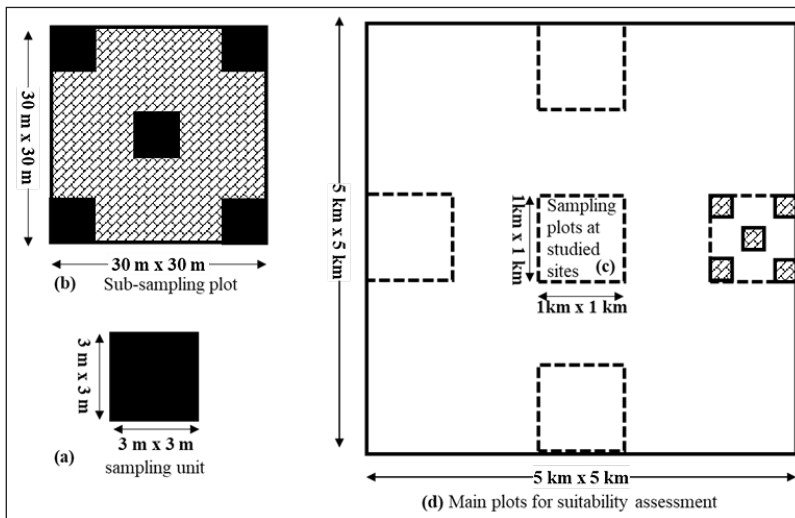 30 m x 30 m
30 m x 30 m
(b) Sub-sampling plot
3 m x 3 m
3 m x 3 m
(a)
sampling unit
5 km x 5 km
1km x 1 km
Sampling
plots at
studied
sites (c)
1km x 1 km
5 km x 5 km
(d) Main plots for suitability assessment